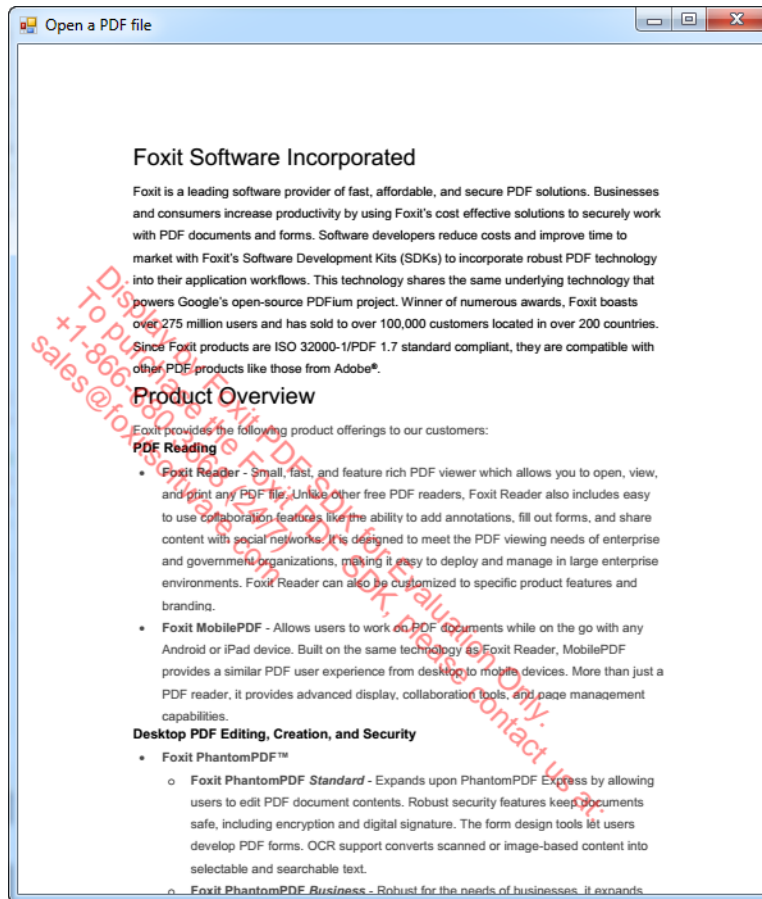 Open a PDF file
Foxit Software Incorporated
Foxit is a leading software provider of fast, affordable, and secure PDF solutions. Businesses
and consumers increase productivity by using Foxit's cost effective solutions to securely work
with PDF documents and forms. Software developers reduce costs and improve time to
market with Foxit's Software Development Kits (SDKs) to incorporate robust PDF technology
into their application workflows. This technology shares the same underlying technology that
powers Google's open-source PDFium project. Winner of numerous awards, Foxit boasts
over 275 million users and has sold to over 100,000 customers located in over 200 countries.
Since Foxit products are ISO 32000-1/PDF 1.7 standard compliant, they are compatible with
other PDF products like those from Adobe®.
Product Overview
Foxit provides the following product offerings to our customers:
PDF Reading
• Foxit Reader - Small, fast, and feature rich PDF viewer which allows you to open, view,
and print any PDF file. Unlike other free PDF readers, Foxit Reader also includes easy
to use collaboration features like the ability to add annotations, fill out forms, and share
content with social networks. It is designed to meet the PDF viewing needs of enterprise
and government organizations, making it easy to deploy and manage in large enterprise
environments. Foxit Reader can also be customized to specific product features and
branding.
• Foxit MobilePDF - Allows users to work on PDF documents while on the go with any
Android or iPad device. Built on the same technology as Foxit Reader, MobilePDF
provides a similar PDF user experience from desktop to mobile devices. More than just a
PDF reader, it provides advanced display, collaboration tools, and page management
capabilities.
Desktop PDF Editing, Creation, and Security
• Foxit PhantomPDF™
o Foxit PhantomPDF Standard - Expands upon PhantomPDF Express by allowing
users to edit PDF document contents. Robust security features keep documents
safe, including encryption and digital signature. The form design tools let users
develop PDF forms. OCR support converts scanned or image-based content into
selectable and searchable text.
o Foxit PhantomPDF Business - Robust for the needs of businesses, it expands
Display by Foxit PDF SDK for Evaluation Only.
To purchase the Foxit PDF SDK, please contact us at:
+1-866-680-3668 (24/7)
sales@foxitsoftware.com